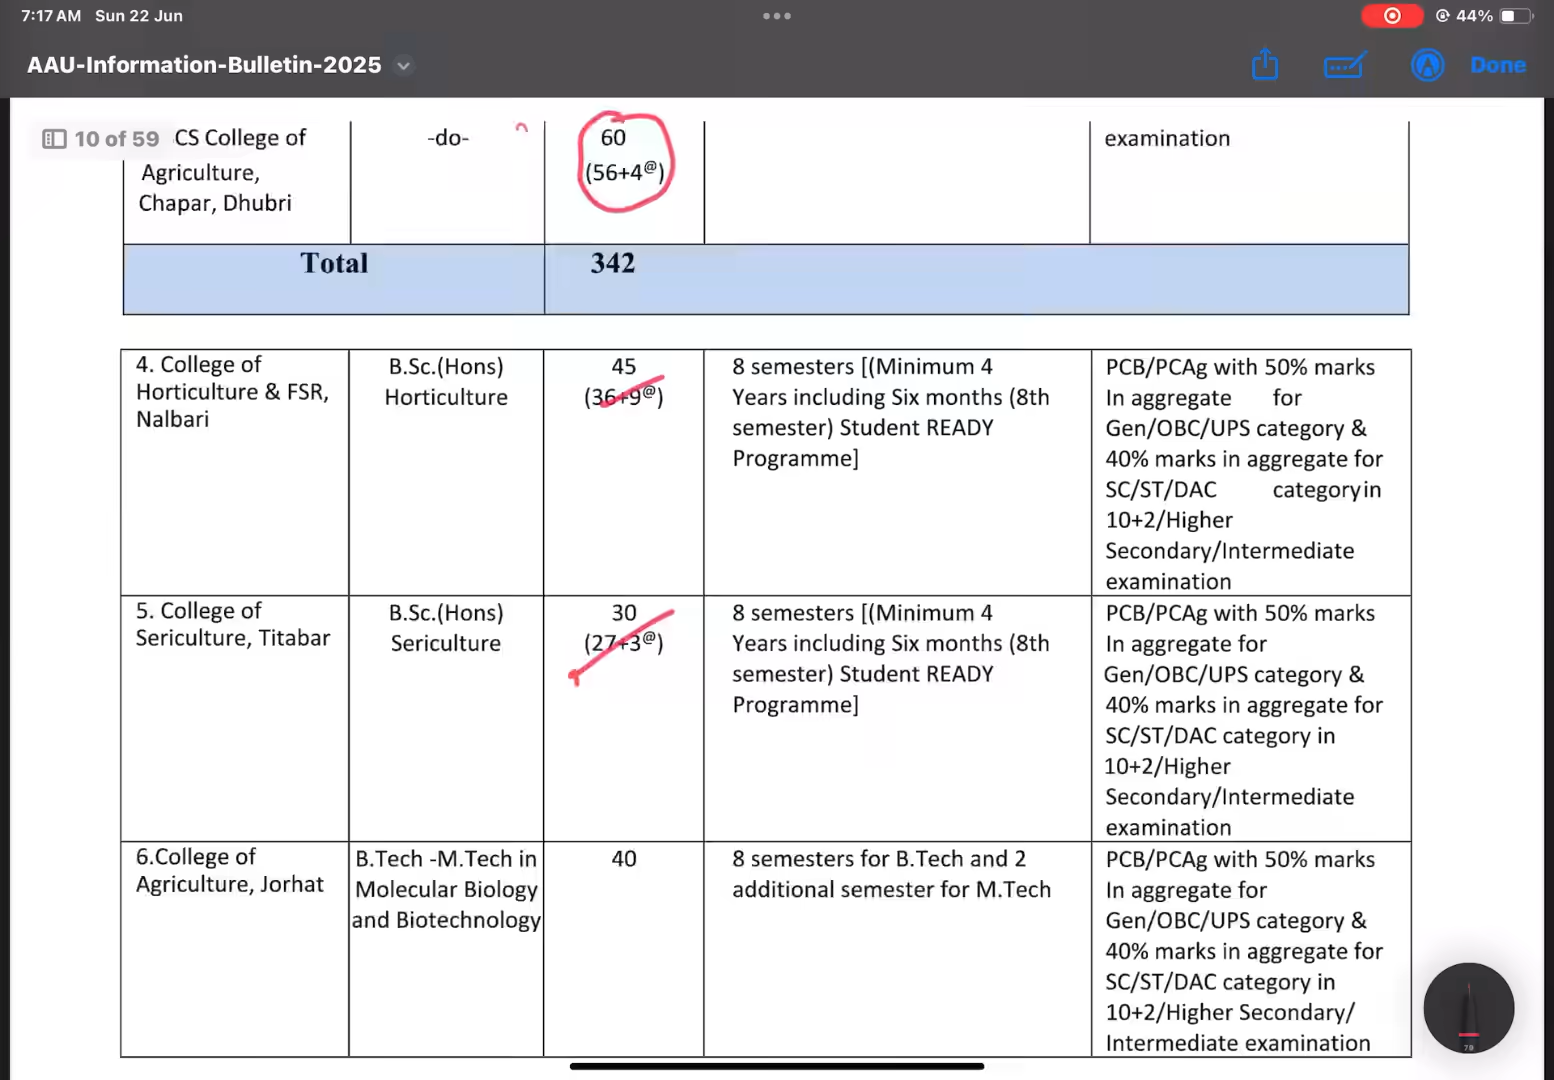 7:17 AM Sun 22 Jun
44%
AAU-Information-Bulletin-2025
Done
10 of 59
CS College of
Agriculture,
Chapar, Dhubri
-do-
60
(56+4@)
examination
Total
342
4. College of
Horticulture & FSR,
Nalbari
B.Sc.(Hons)
Horticulture
45
(36+9@)
8 semesters [(Minimum 4
Years including Six months (8th
semester) Student READY
Programme]
PCB/PCAg with 50% marks
In aggregate for
Gen/OBC/UPS category &
40% marks in aggregate for
SC/ST/DAC categoryin
10+2/Higher
Secondary/Intermediate
examination
5. College of
Sericulture, Titabar
B.Sc.(Hons)
Sericulture
30
(27+3@)
8 semesters [(Minimum 4
Years including Six months (8th
semester) Student READY
Programme]
PCB/PCAg with 50% marks
In aggregate for
Gen/OBC/UPS category &
40% marks in aggregate for
SC/ST/DAC category in
10+2/Higher
Secondary/Intermediate
examination
6.College of
Agriculture, Jorhat
B.Tech -M.Tech in
Molecular Biology
and Biotechnology
40
8 semesters for B.Tech and 2
additional semester for M.Tech
PCB/PCAg with 50% marks
In aggregate for
Gen/OBC/UPS category &
40% marks in aggregate for
SC/ST/DAC category in
10+2/Higher Secondary/
Intermediate examination
79